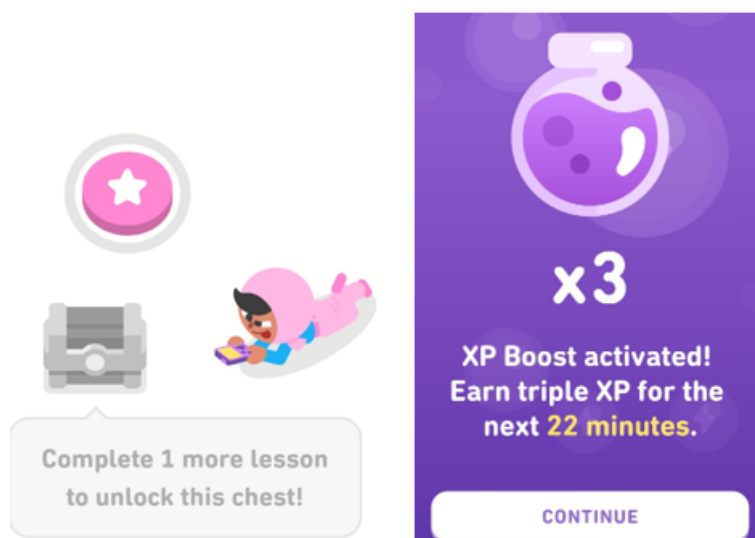 Complete 1 more lesson
to unlock this chest!
x3
XP Boost activated!
Earn triple XP for the
next 22 minutes.
CONTINUE